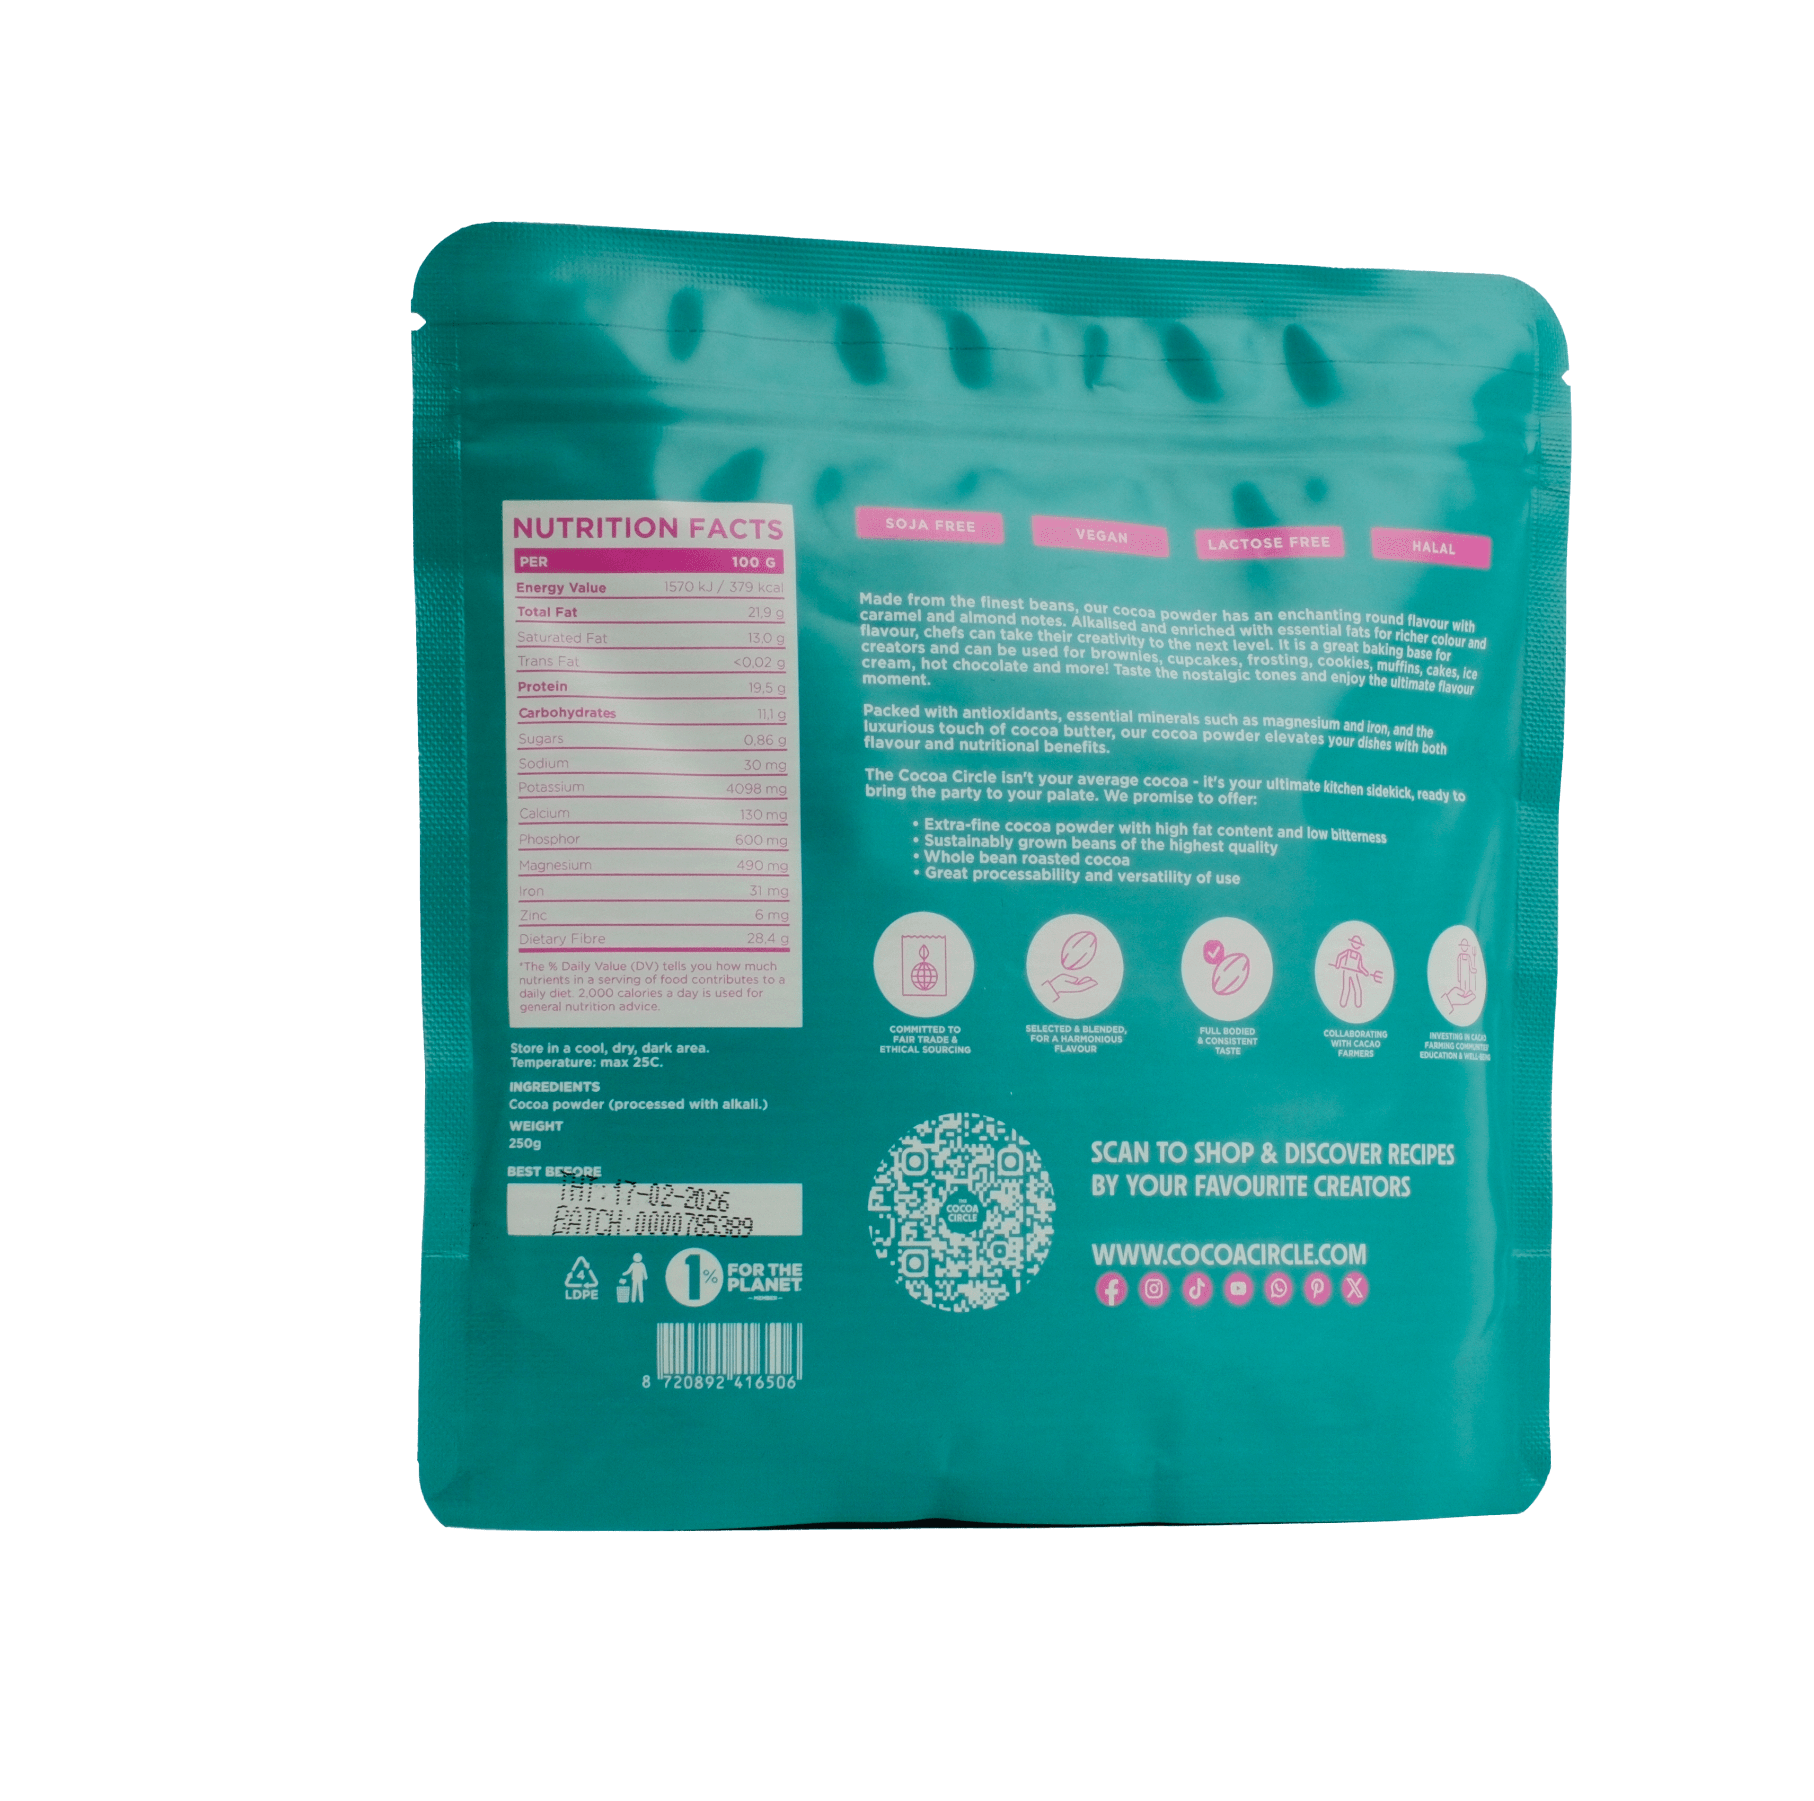 NUTRITION FACTS
PER 100 G
Energy Value 1570 kJ / 379 kcal
Total Fat 21,9 g
Saturated Fat 13,0 g
Trans Fat <0,02 g
Protein 19,5 g
Carbohydrates 11,1 g
Sugars 0,86 g
Sodium 30 mg
Potassium 4098 mg
Calcium 130 mg
Phosphor 600 mg
Magnesium 490 mg
Iron 31 mg
Zinc 6 mg
Dietary Fibre 28,4 g
*The % Daily Value (DV) tells you how much
nutrients in a serving of food contributes to a
daily diet. 2,000 calories a day is used for
general nutrition advice.
Store in a cool, dry, dark area.
Temperature: max 25C.
INGREDIENTS
Cocoa powder (processed with alkali.)
WEIGHT
250g
BEST BEFORE
THT:17-02-2026
BATCH:0000785389
4
LDPE
1%
FOR THE
PLANET
MEMBER
8 720892 416506
SOJA FREE
VEGAN
LACTOSE FREE
HALAL
Made from the finest beans, our cocoa powder has an enchanting round flavour with
caramel and almond notes. Alkalised and enriched with essential fats for richer colour and
flavour, chefs can take their creativity to the next level. It is a great baking base for
creators and can be used for brownies, cupcakes, frosting, cookies, muffins, cakes, ice
cream, hot chocolate and more! Taste the nostalgic tones and enjoy the ultimate flavour
moment.
Packed with antioxidants, essential minerals such as magnesium and iron, and the
luxurious touch of cocoa butter, our cocoa powder elevates your dishes with both
flavour and nutritional benefits.
The Cocoa Circle isn't your average cocoa - it's your ultimate kitchen sidekick, ready to
bring the party to your palate. We promise to offer:
• Extra-fine cocoa powder with high fat content and low bitterness
• Sustainably grown beans of the highest quality
• Whole bean roasted cocoa
• Great processability and versatility of use
COMMITTED TO
FAIR TRADE &
ETHICAL SOURCING
SELECTED & BLENDED,
FOR A HARMONIOUS
FLAVOUR
FULL BODIED
& CONSISTENT
TASTE
COLLABORATING
WITH CACAO
FARMERS
INVESTING IN CACAO
FARMING COMMUNITIES'
EDUCATION & WELL-BEING
THE
COCOA
CIRCLE
SCAN TO SHOP & DISCOVER RECIPES
BY YOUR FAVOURITE CREATORS
WWW.COCOACIRCLE.COM